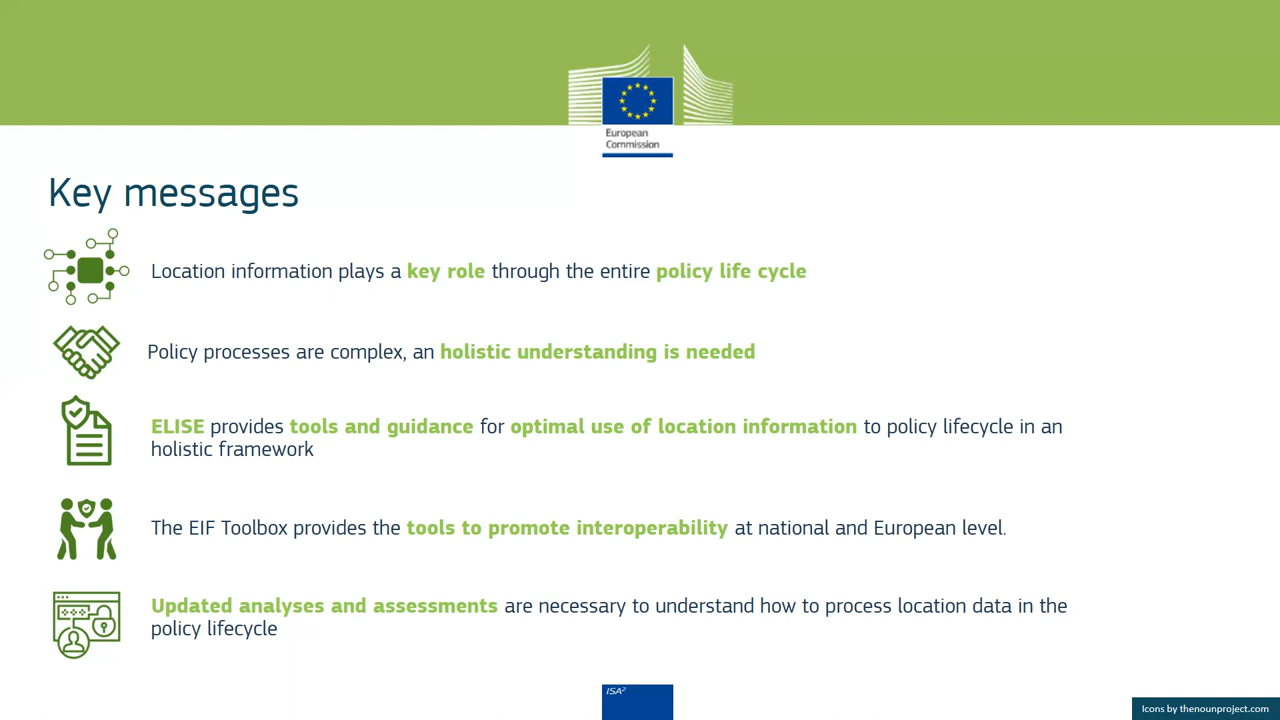 European
Commission
Key messages
Location information plays a key role through the entire policy life cycle
Policy processes are complex, an holistic understanding is needed
ELISE provides tools and guidance for optimal use of location information to policy lifecycle in an
holistic framework
The EIF Toolbox provides the tools to promote interoperability at national and European level.
Updated analyses and assessments are necessary to understand how to process location data in the
policy lifecycle
ISA²
Icons by thenounproject.com